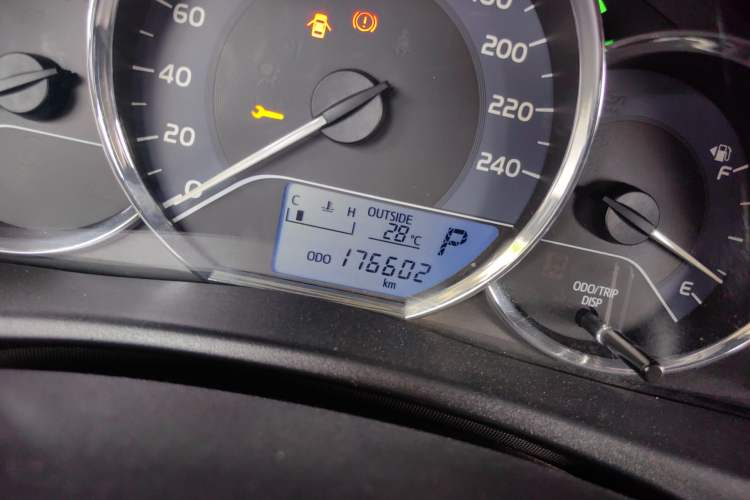 60
40
20
0
200
220
240
C H
OUTSIDE
28°C
P
ODO 176602
km
F
E
ODO/TRIP
DISP